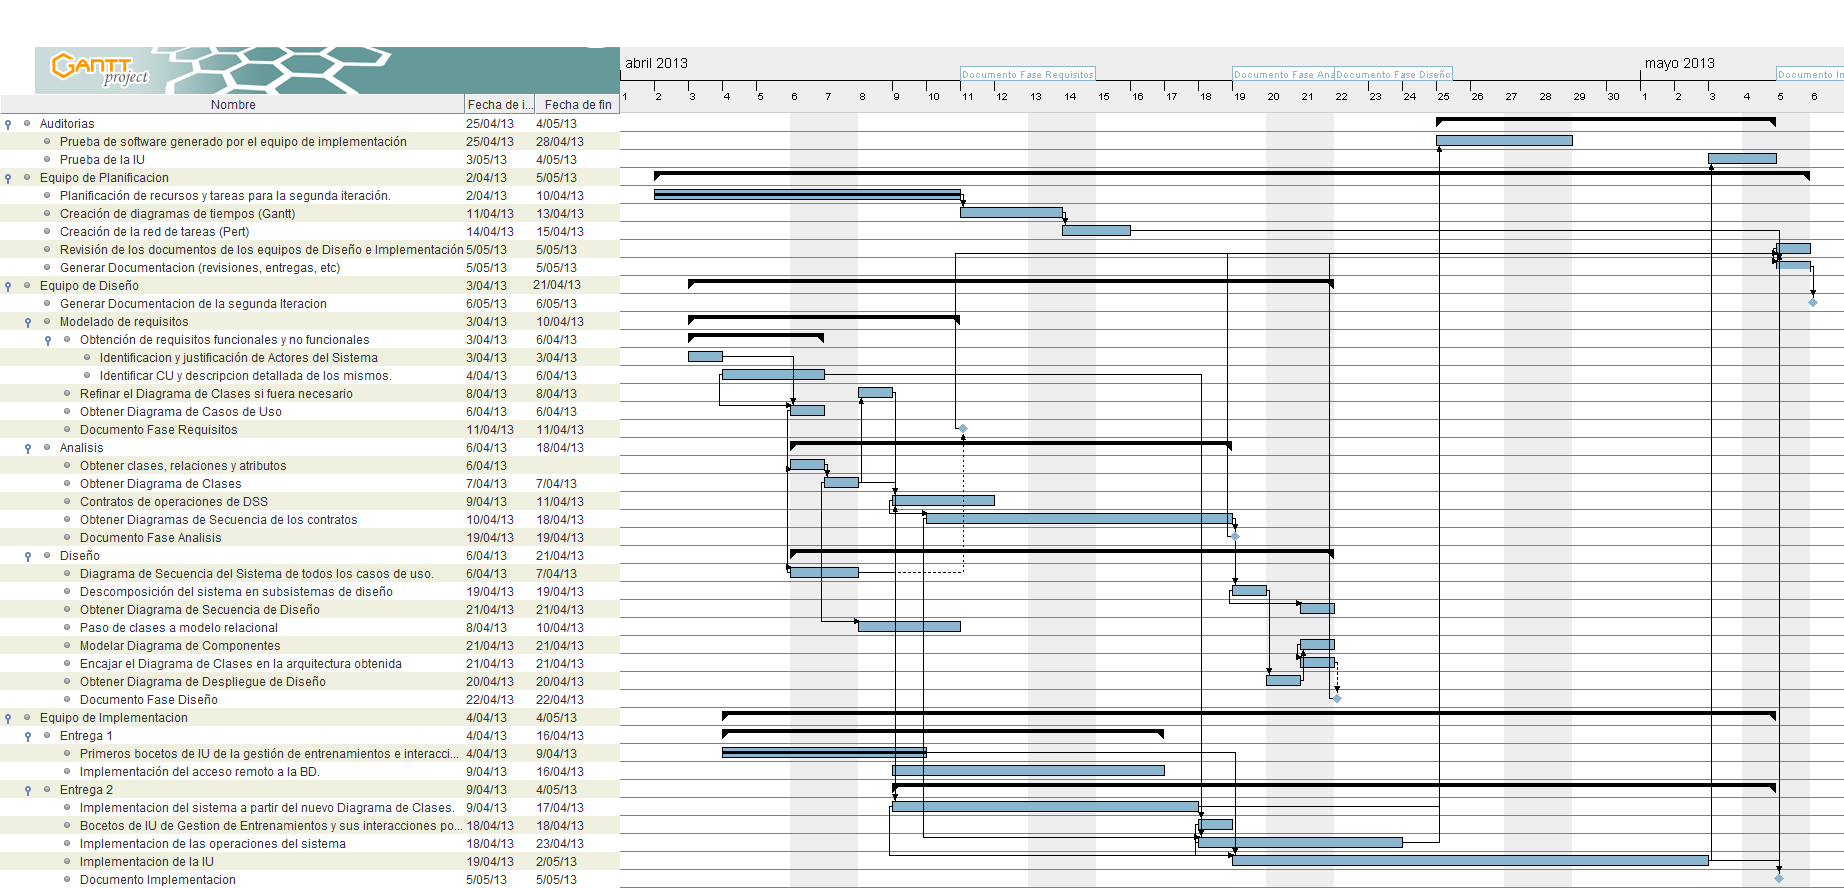 GANTT
project
abril 2013
mayo 2013
Documento Fase Requisitos
Documento Fase Ana
Documento Fase Diseño
Documento In
Nombre Fecha de i... Fecha de fin
1 2 3 4 5 6 7 8 9 10 11 12 13 14 15 16 17 18 19 20 21 22 23 24 25 26 27 28 29 30 1 2 3 4 5 6
Auditorias 25/04/13 4/05/13
Prueba de software generado por el equipo de implementación 25/04/13 28/04/13
Prueba de la IU 3/05/13 4/05/13
Equipo de Planificacion 2/04/13 5/05/13
Planificación de recursos y tareas para la segunda iteración. 2/04/13 10/04/13
Creación de diagramas de tiempos (Gantt) 11/04/13 13/04/13
Creación de la red de tareas (Pert) 14/04/13 15/04/13
Revisión de los documentos de los equipos de Diseño e Implementación 5/05/13 5/05/13
Generar Documentacion (revisiones, entregas, etc) 5/05/13 5/05/13
Equipo de Diseño 3/04/13 21/04/13
Generar Documentacion de la segunda Iteracion 6/05/13 6/05/13
Modelado de requisitos 3/04/13 10/04/13
Obtención de requisitos funcionales y no funcionales 3/04/13 6/04/13
Identificacion y justificación de Actores del Sistema 3/04/13 3/04/13
Identificar CU y descripcion detallada de los mismos. 4/04/13 6/04/13
Refinar el Diagrama de Clases si fuera necesario 8/04/13 8/04/13
Obtener Diagrama de Casos de Uso 6/04/13 6/04/13
Documento Fase Requisitos 11/04/13 11/04/13
Analisis 6/04/13 18/04/13
Obtener clases, relaciones y atributos 6/04/13
Obtener Diagrama de Clases 7/04/13 7/04/13
Contratos de operaciones de DSS 9/04/13 11/04/13
Obtener Diagramas de Secuencia de los contratos 10/04/13 18/04/13
Documento Fase Analisis 19/04/13 19/04/13
Diseño 6/04/13 21/04/13
Diagrama de Secuencia del Sistema de todos los casos de uso. 6/04/13 7/04/13
Descomposición del sistema en subsistemas de diseño 19/04/13 19/04/13
Obtener Diagrama de Secuencia de Diseño 21/04/13 21/04/13
Paso de clases a modelo relacional 8/04/13 10/04/13
Modelar Diagrama de Componentes 21/04/13 21/04/13
Encajar el Diagrama de Clases en la arquitectura obtenida 21/04/13 21/04/13
Obtener Diagrama de Despliegue de Diseño 20/04/13 20/04/13
Documento Fase Diseño 22/04/13 22/04/13
Equipo de Implementacion 4/04/13 4/05/13
Entrega 1 4/04/13 16/04/13
Primeros bocetos de IU de la gestión de entrenamientos e interacci... 4/04/13 9/04/13
Implementación del acceso remoto a la BD. 9/04/13 16/04/13
Entrega 2 9/04/13 4/05/13
Implementacion del sistema a partir del nuevo Diagrama de Clases. 9/04/13 17/04/13
Bocetos de IU de Gestion de Entrenamientos y sus interacciones po... 18/04/13 18/04/13
Implementación de las operaciones del sistema 18/04/13 23/04/13
Implementacion de la IU 19/04/13 2/05/13
Documento Implementacion 5/05/13 5/05/13